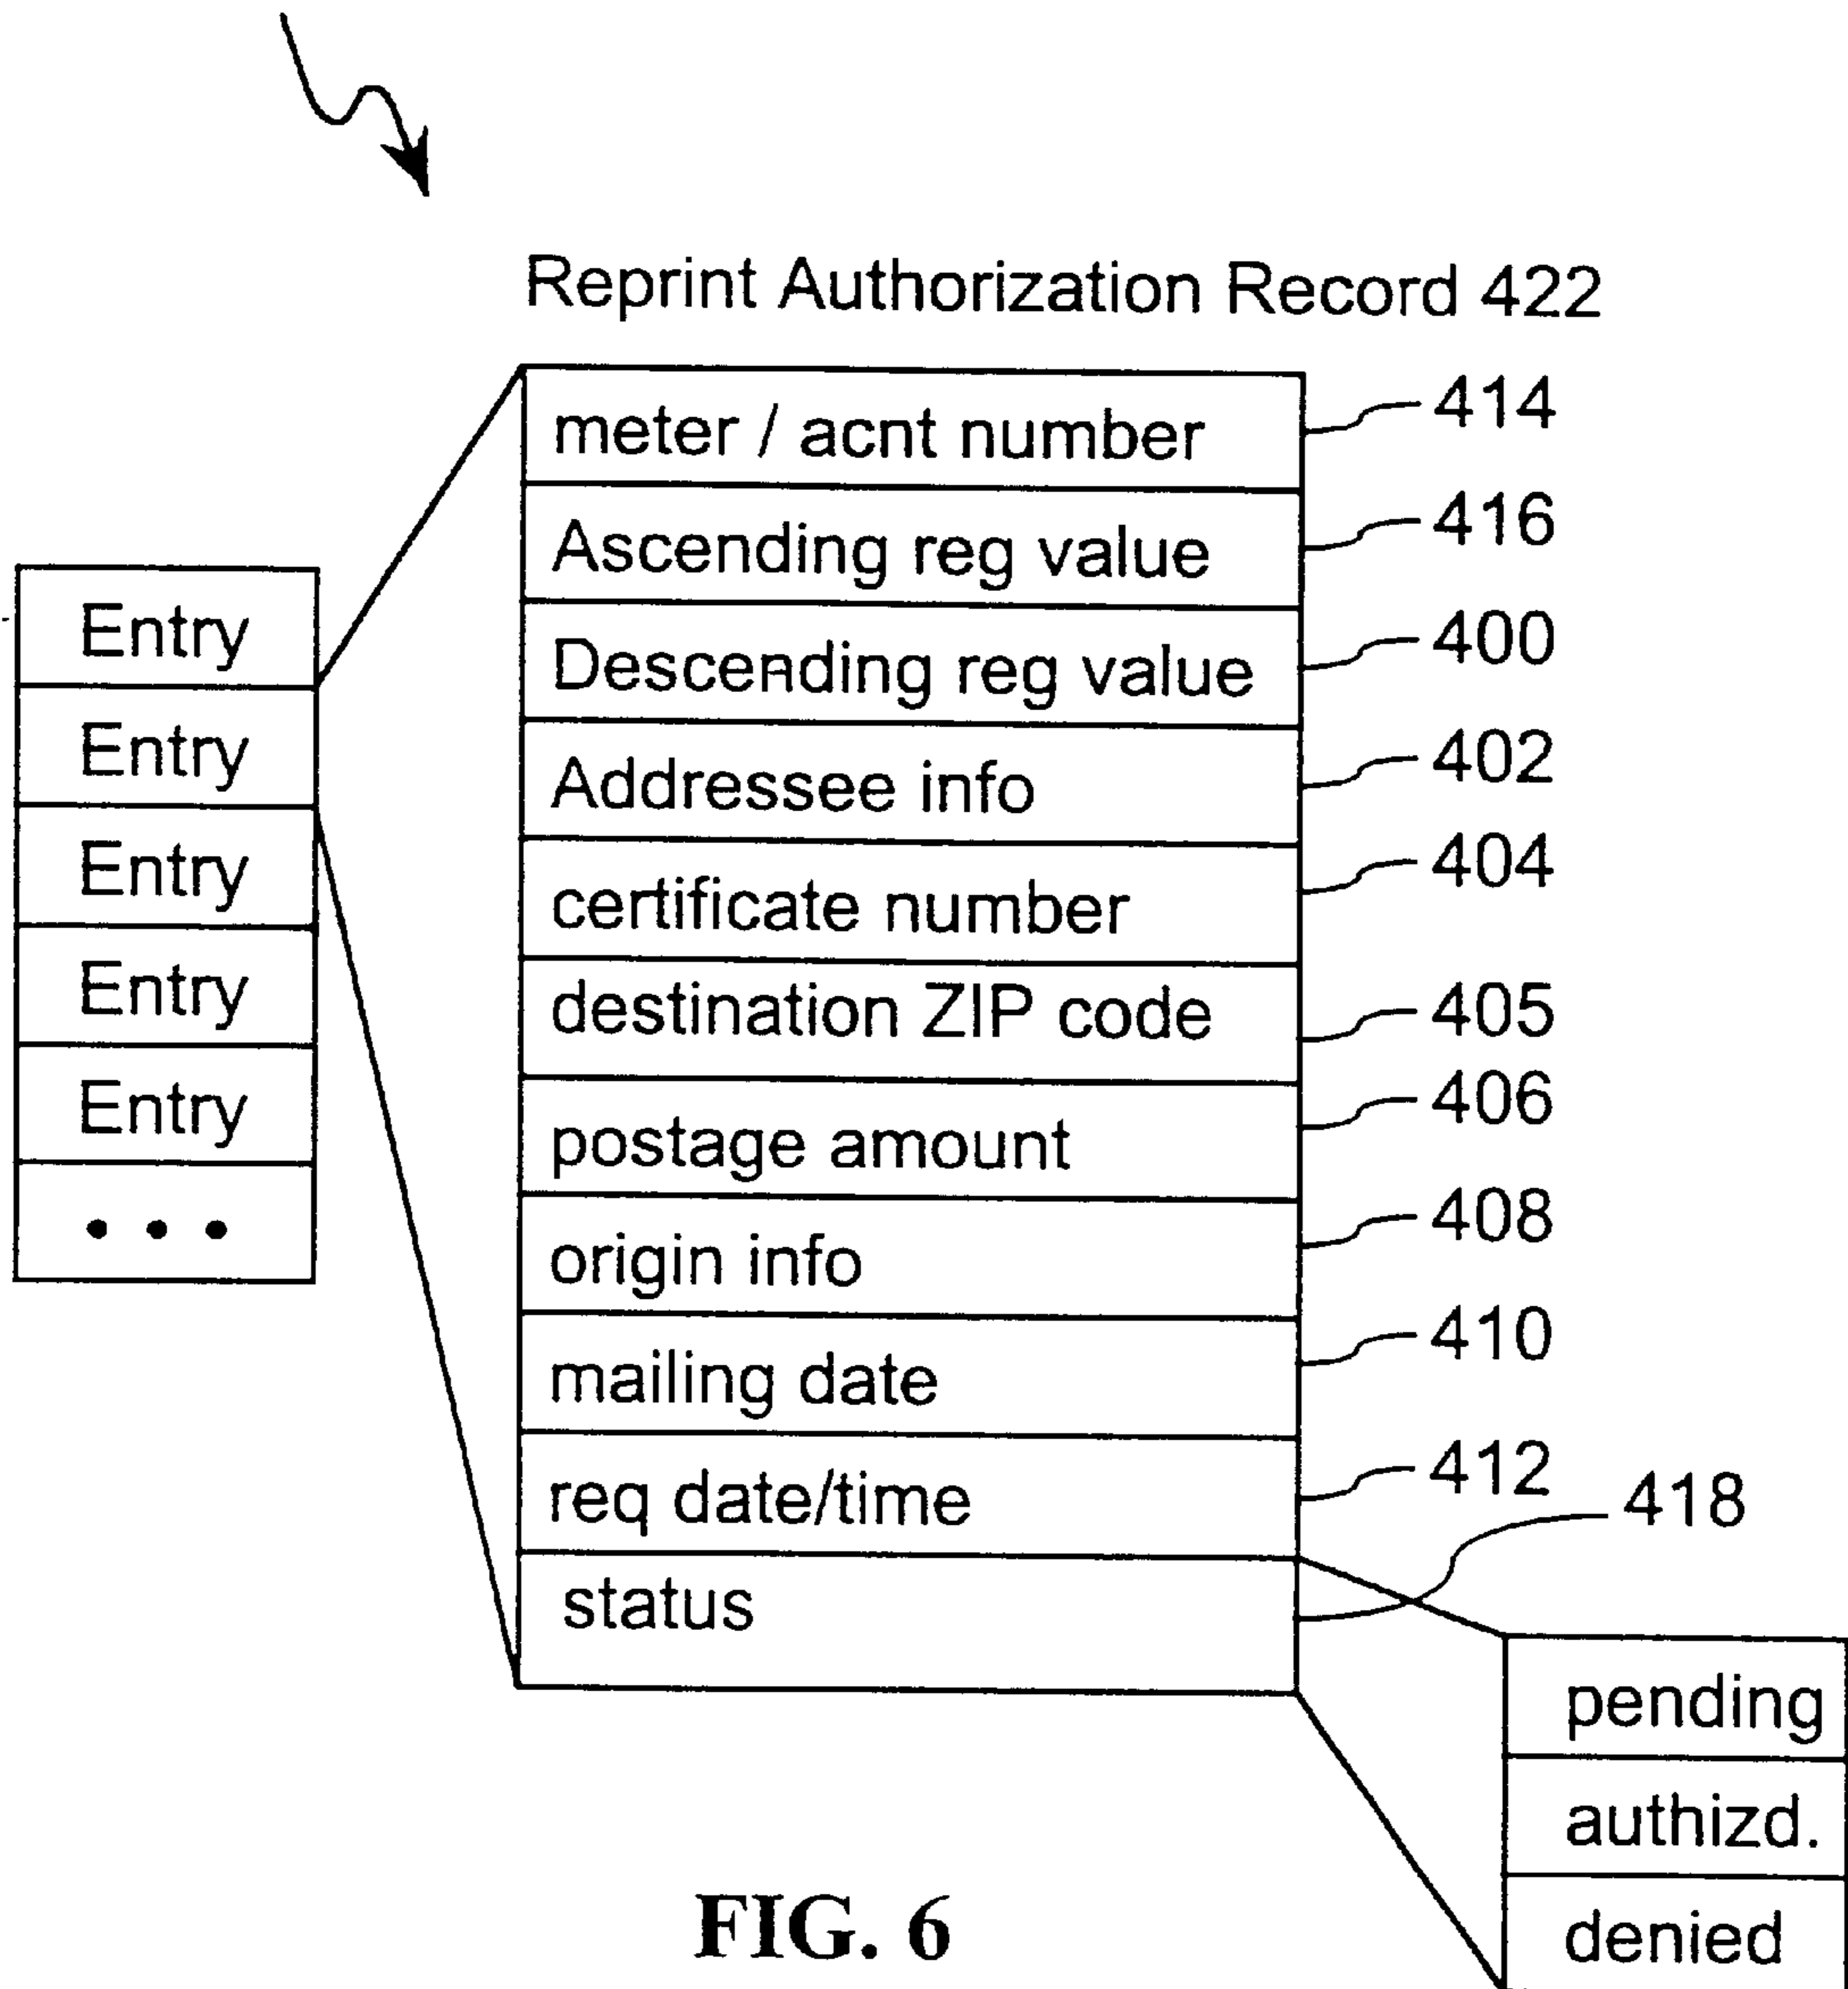 Reprint Authorization Record 422
meter / acnt number 414
Ascending reg value 416
Descending reg value 400
Addressee info 402
certificate number 404
destination ZIP code 405
postage amount 406
origin info 408
mailing date 410
req date/time 412
status 418
Entry
Entry
Entry
Entry
Entry
• • •
pending
authizd.
denied
FIG. 6